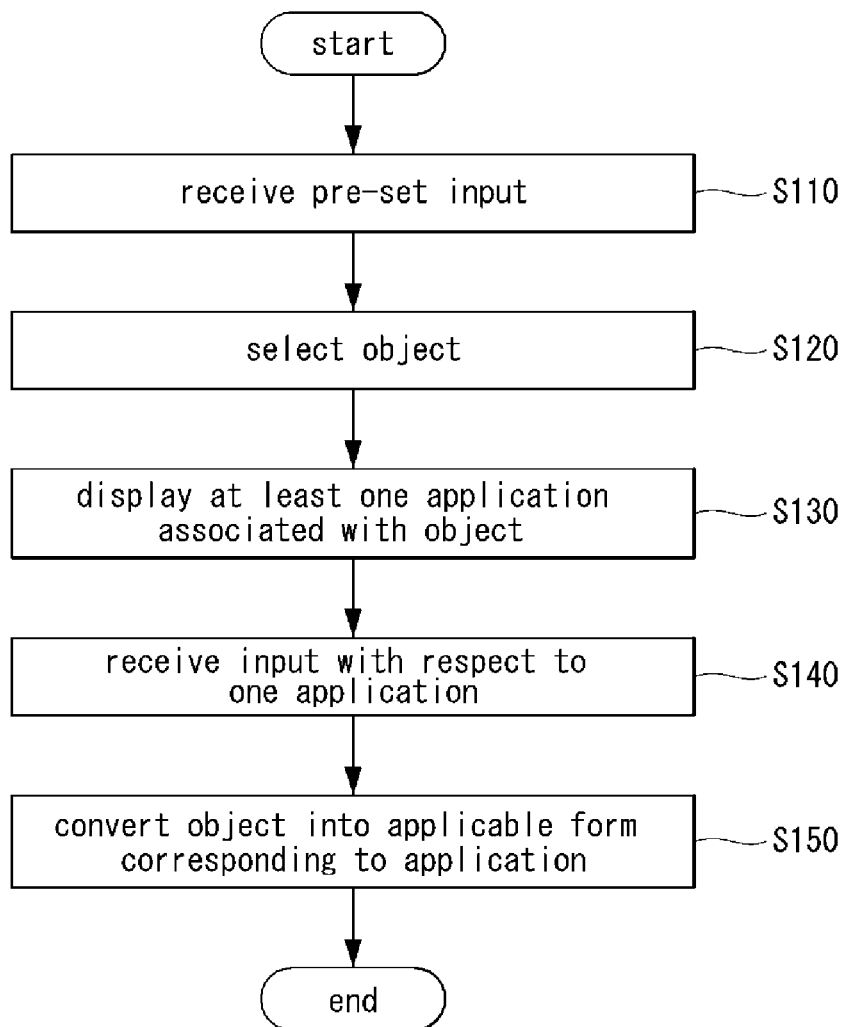 start
receive pre-set input
S110
select object
S120
display at least one application
associated with object
S130
receive input with respect to
one application
S140
convert object into applicable form
corresponding to application
S150
end